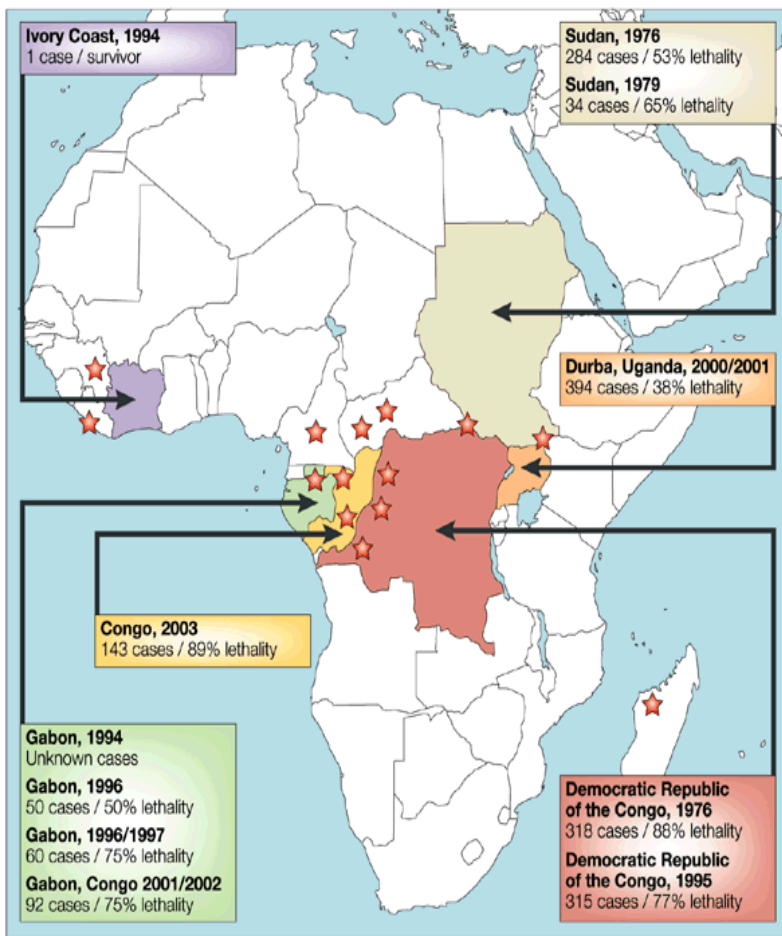 Ivory Coast, 1994
1 case / survivor
Sudan, 1976
284 cases / 53% lethality
Sudan, 1979
34 cases / 65% lethality
Durba, Uganda, 2000/2001
394 cases / 38% lethality
Congo, 2003
143 cases / 89% lethality
Gabon, 1994
Unknown cases
Gabon, 1996
50 cases / 50% lethality
Gabon, 1996/1997
60 cases / 75% lethality
Gabon, Congo 2001/2002
92 cases / 75% lethality
Democratic Republic
of the Congo, 1976
318 cases / 88% lethality
Democratic Republic
of the Congo, 1995
315 cases / 77% lethality